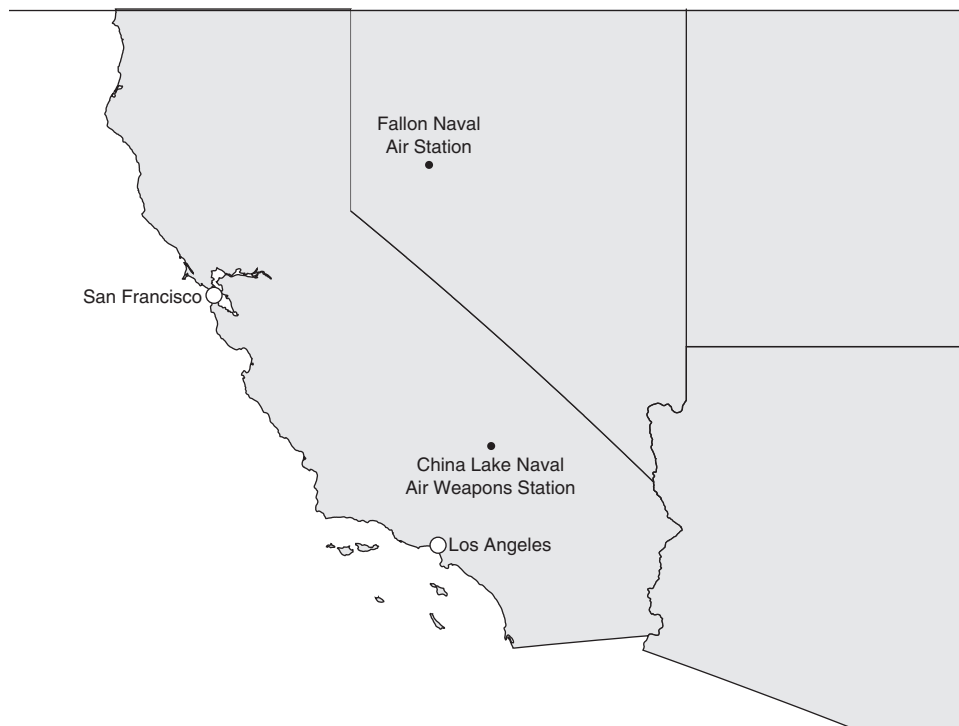 Fallon Naval
Air Station
San Francisco
China Lake Naval
Air Weapons Station
Los Angeles